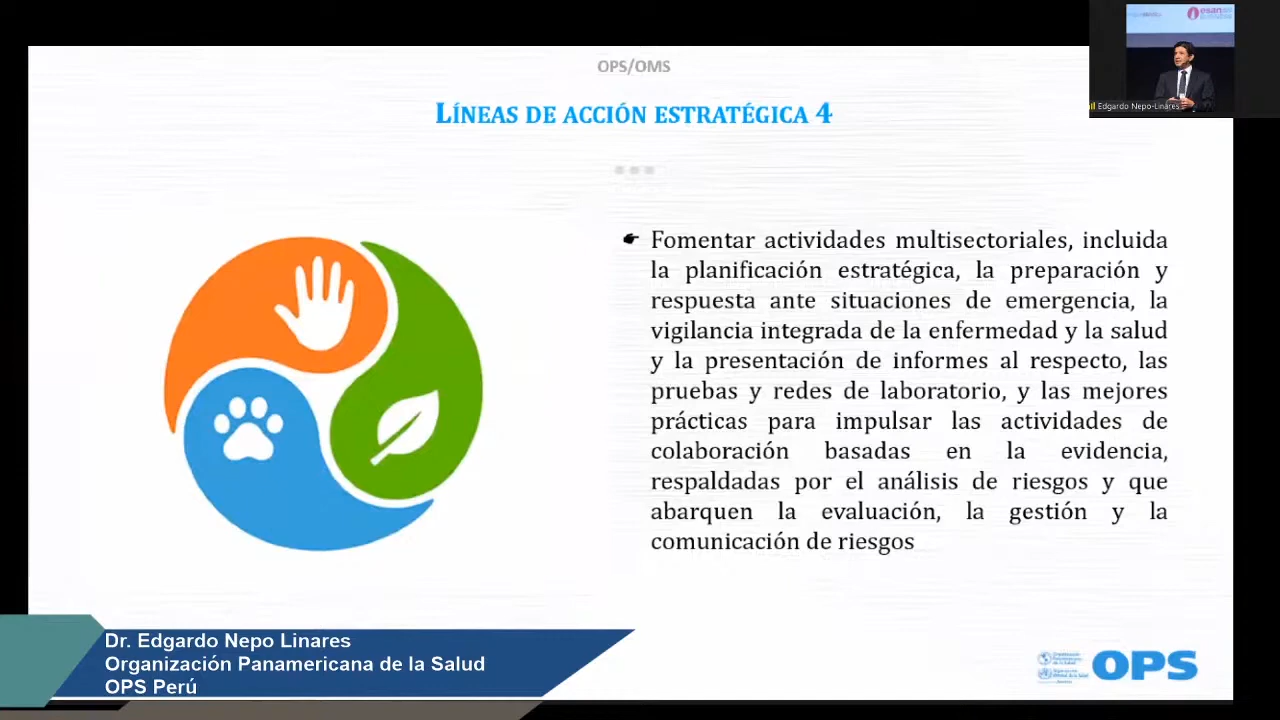 OPS/OMS
LÍNEAS DE ACCIÓN ESTRATÉGICA 4
esan
Edgardo Nepo-Linares
Fomentar actividades multisectoriales, incluida
la planificación estratégica, la preparación y
respuesta ante situaciones de emergencia, la
vigilancia integrada de la enfermedad y la salud
y la presentación de informes al respecto, las
pruebas y redes de laboratorio, y las mejores
prácticas para impulsar las actividades de
colaboración basadas en la evidencia,
respaldadas por el análisis de riesgos y que
abarquen la evaluación, la gestión y la
comunicación de riesgos
Dr. Edgardo Nepo Linares
Organización Panamericana de la Salud
OPS Perú
OPS